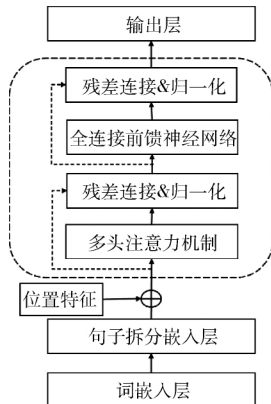 输出层
残差连接&归一化
全连接前馈神经网络
残差连接&归一化
多头注意力机制
位置特征
句子拆分嵌入层
词嵌入层